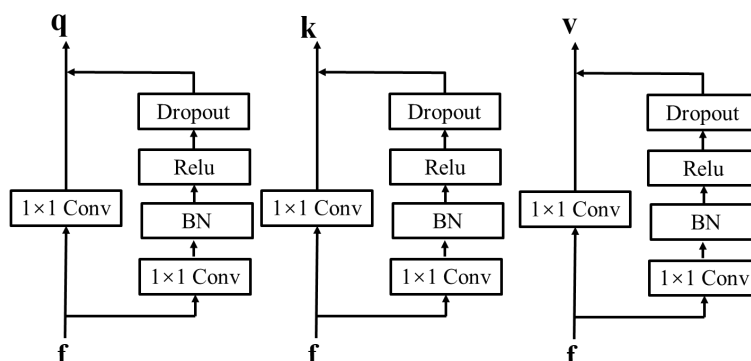 q
k
v
Dropout
Dropout
Dropout
Relu
Relu
Relu
1×1 Conv
BN
1×1 Conv
BN
1×1 Conv
BN
1×1 Conv
1×1 Conv
1×1 Conv
f
f
f